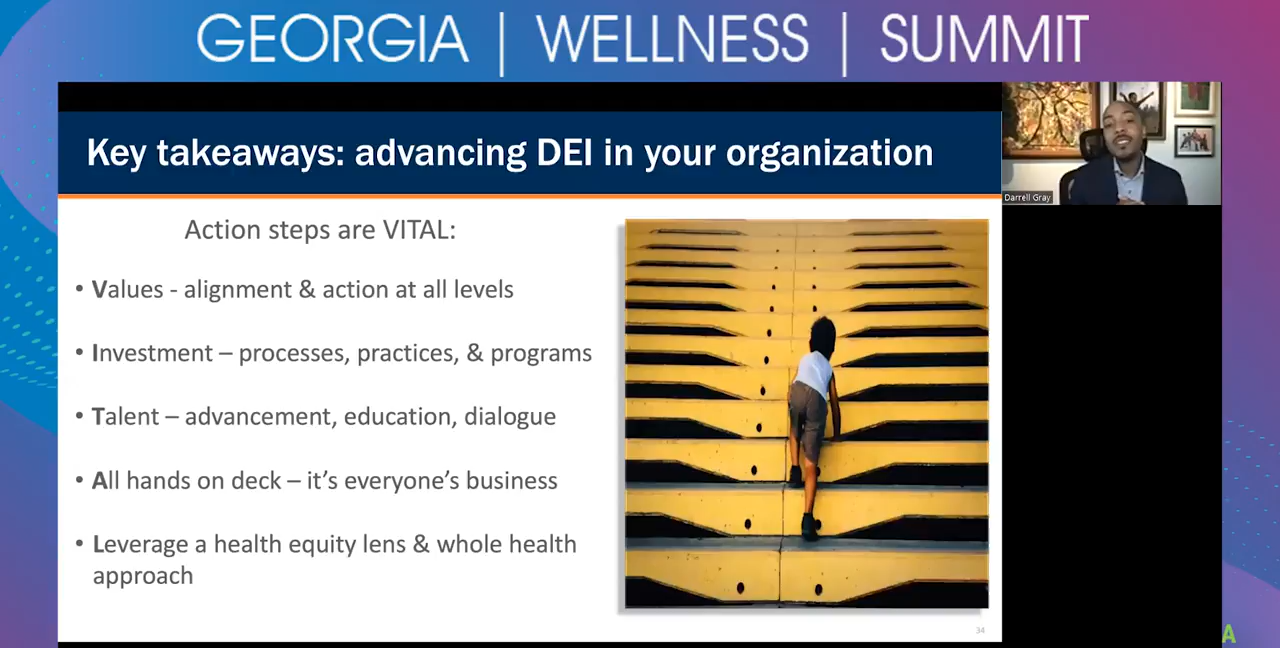 GEORGIA | WELLNESS | SUMMIT
Key takeaways: advancing DEI in your organization
Darrell Gray
Action steps are VITAL:
• Values - alignment & action at all levels
• Investment – processes, practices, & programs
• Talent – advancement, education, dialogue
• All hands on deck – it's everyone's business
• Leverage a health equity lens & whole health
approach
34
A